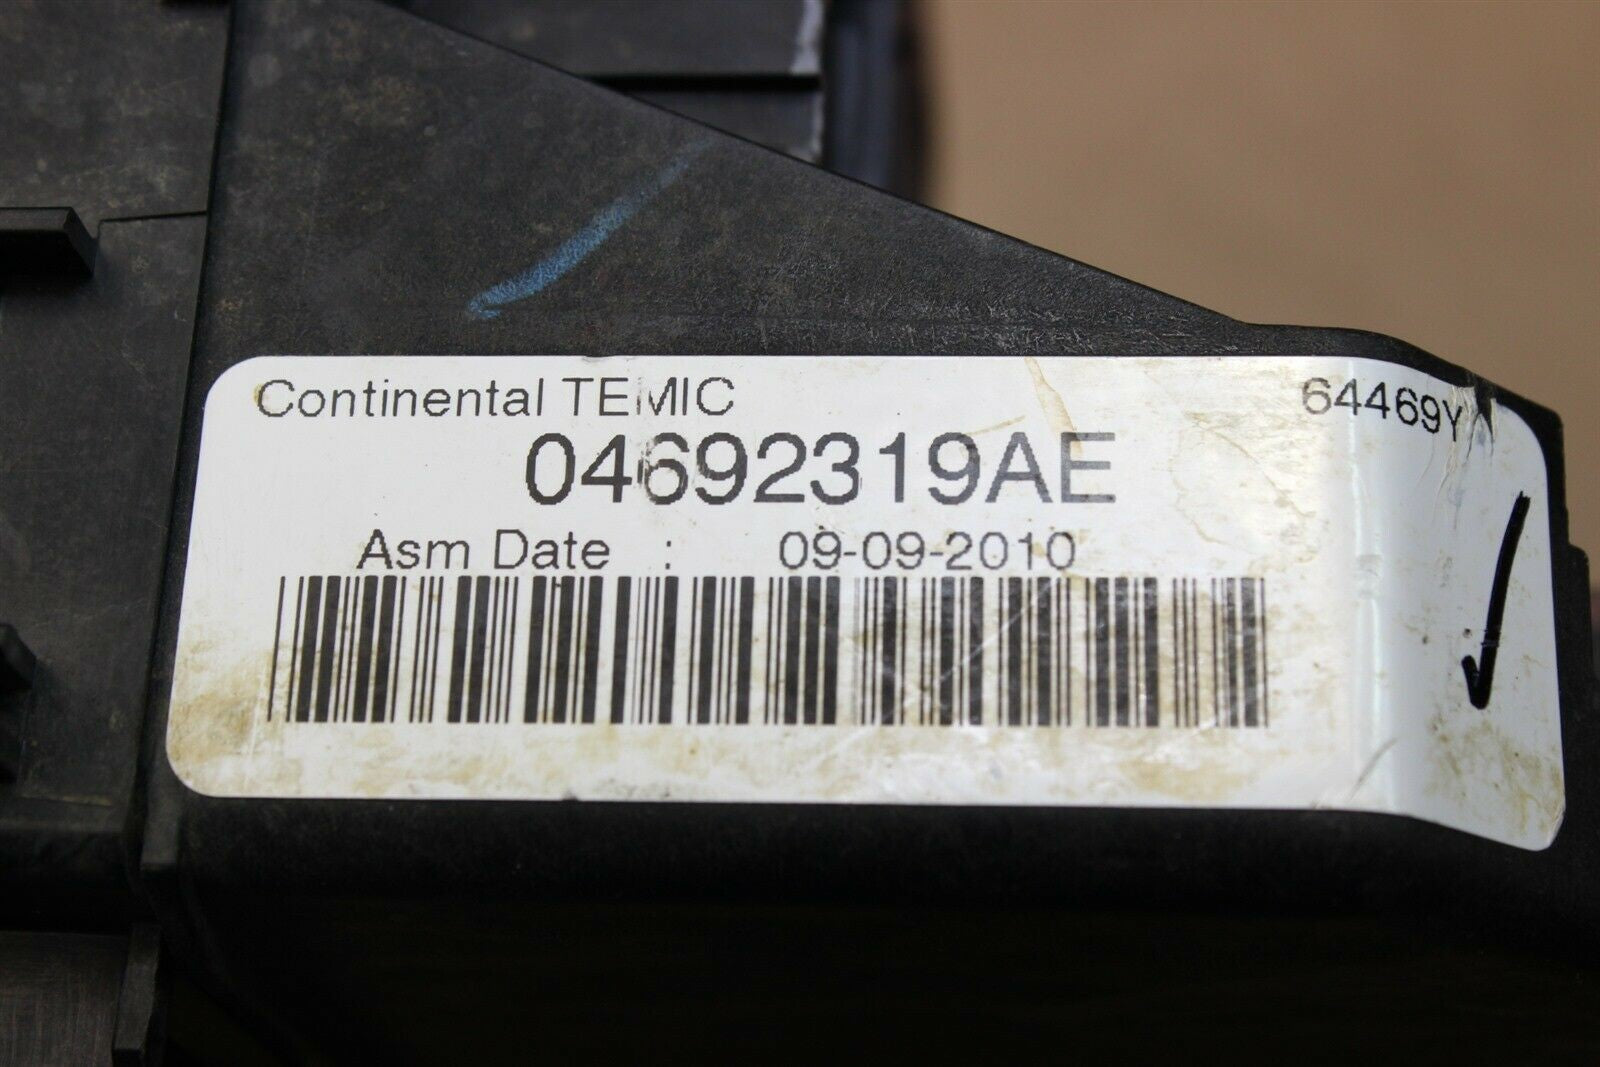 Continental TEMIC 64469Y
04692319AE
Asm Date : 09-09-2010